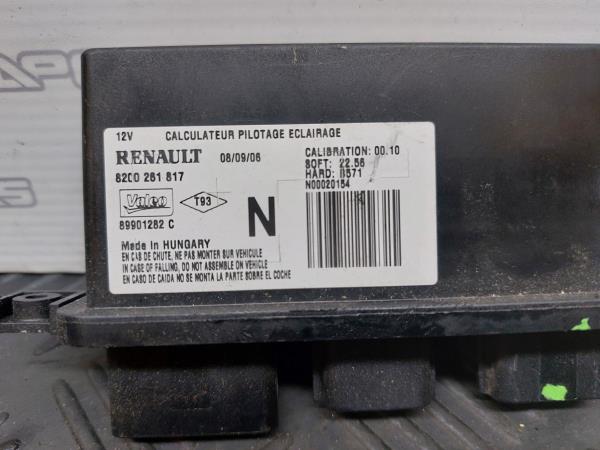 12V CALCULATEUR PILOTAGE ECLAIRAGE
RENAULT 08/09/06
8200 261 817
CALIBRATION: 00.10
SOFT: 22.56
HARD: B571
N00020154
Valeo T93 N
89901282 C
Made in HUNGARY
EN CAS DE CHUTE, NE PAS MONTER SUR VEHICULE
IN CASE OF FALLING, DO NOT ASSEMBLE ON VEHICLE
EN CASO DE CAIDA NO SE MONTA LA PARTE SOBRE EL COCHE